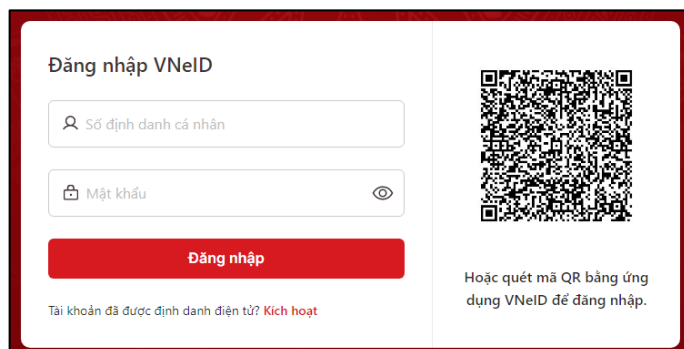 Đăng nhập VNeID
Số định danh cá nhân
Mật khẩu
Đăng nhập
Tài khoản đã được định danh điện tử? Kích hoạt
Hoặc quét mã QR bằng ứng
dụng VNeID để đăng nhập.